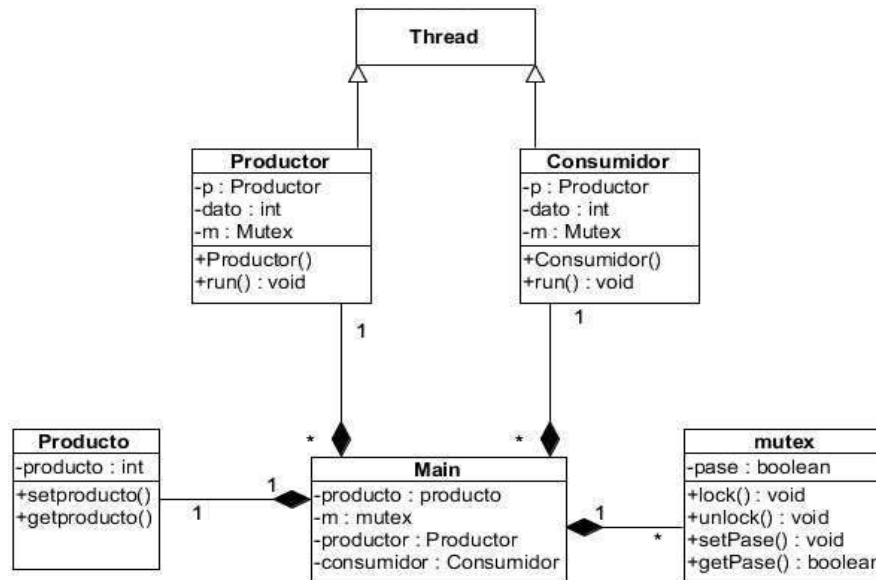 Thread
Productor
-p : Productor
-dato : int
-m : Mutex
+Productor()
+run() : void
Consumidor
-p : Productor
-dato : int
-m : Mutex
+Consumidor()
+run() : void
1
1
*
*
Producto
-producto : int
+setproducto()
+getproducto()
1
1
Main
-producto : producto
-m : mutex
-productor : Productor
-consumidor : Consumidor
1
*
mutex
-pase : boolean
+lock() : void
+unlock() : void
+setPase() : void
+getPase() : boolean